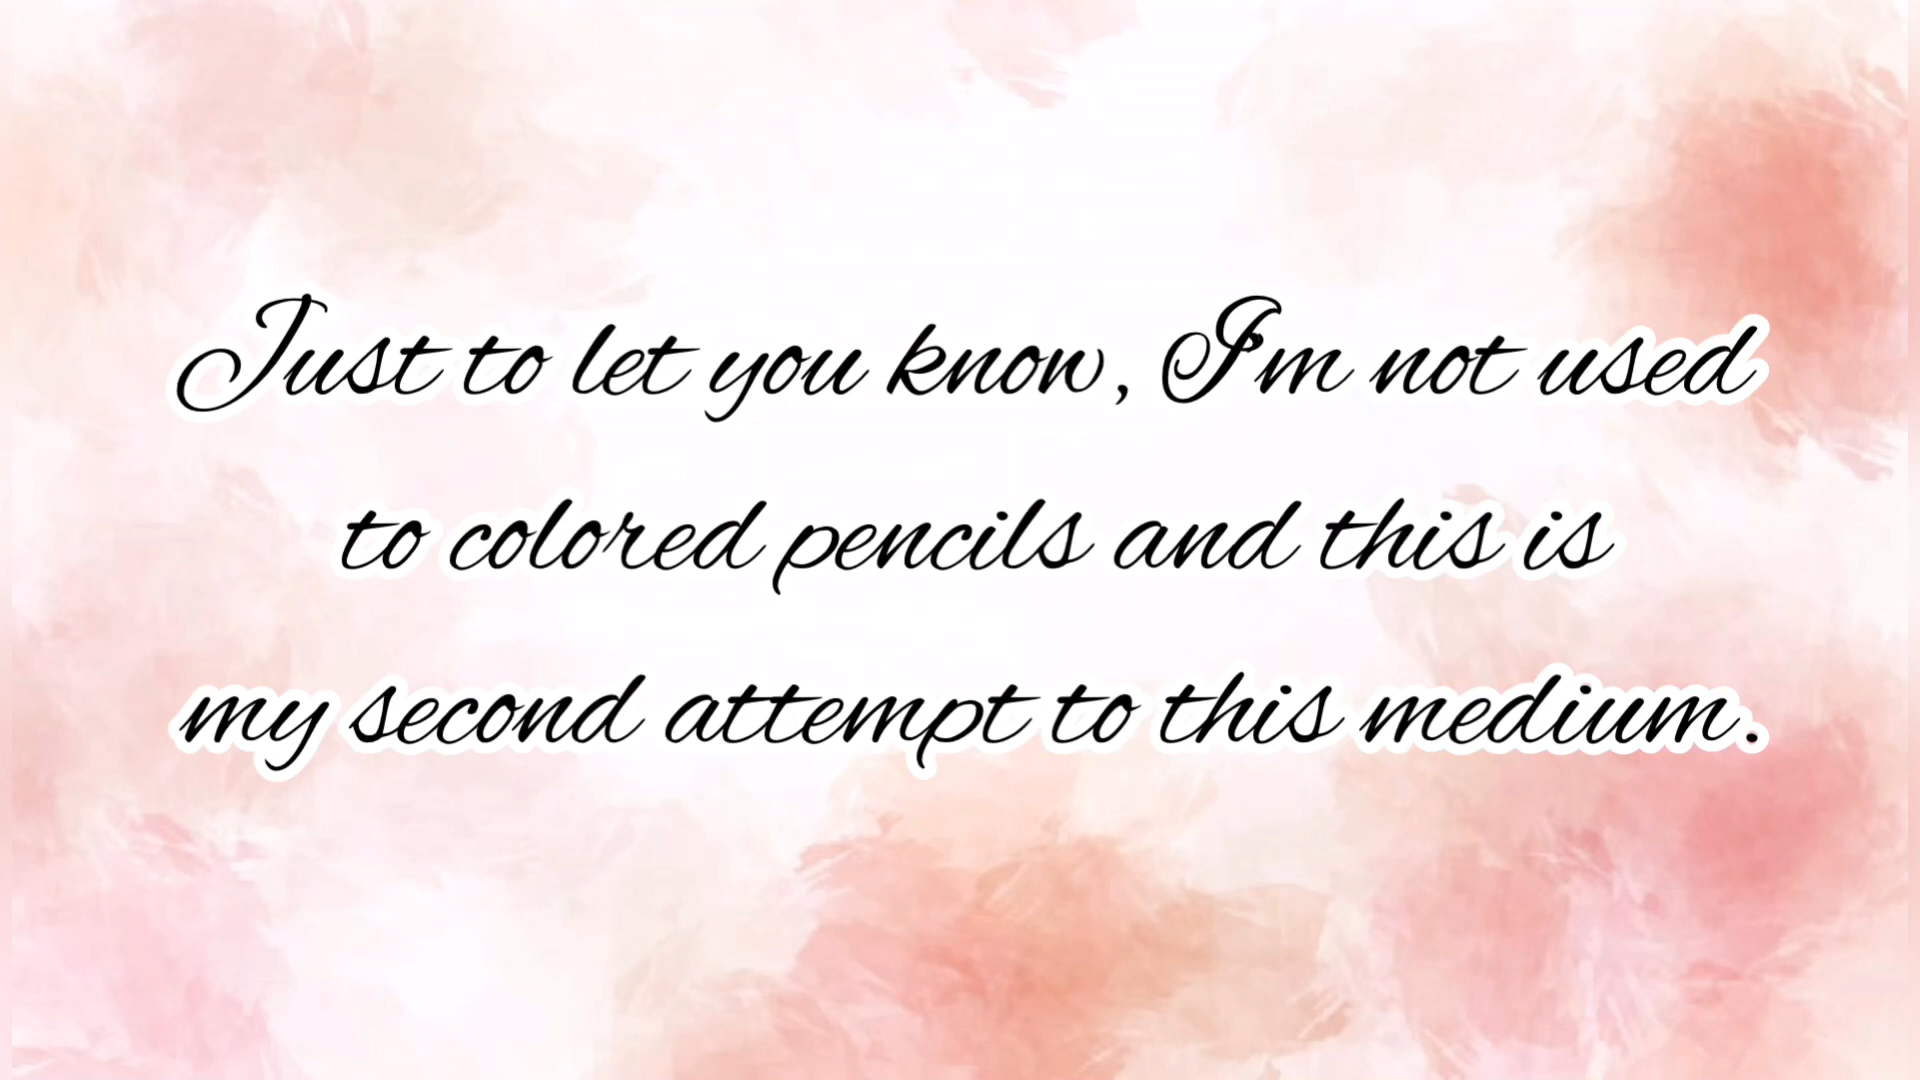 Just to let you know, I'm not used
to colored pencils and this is
my second attempt to this medium.